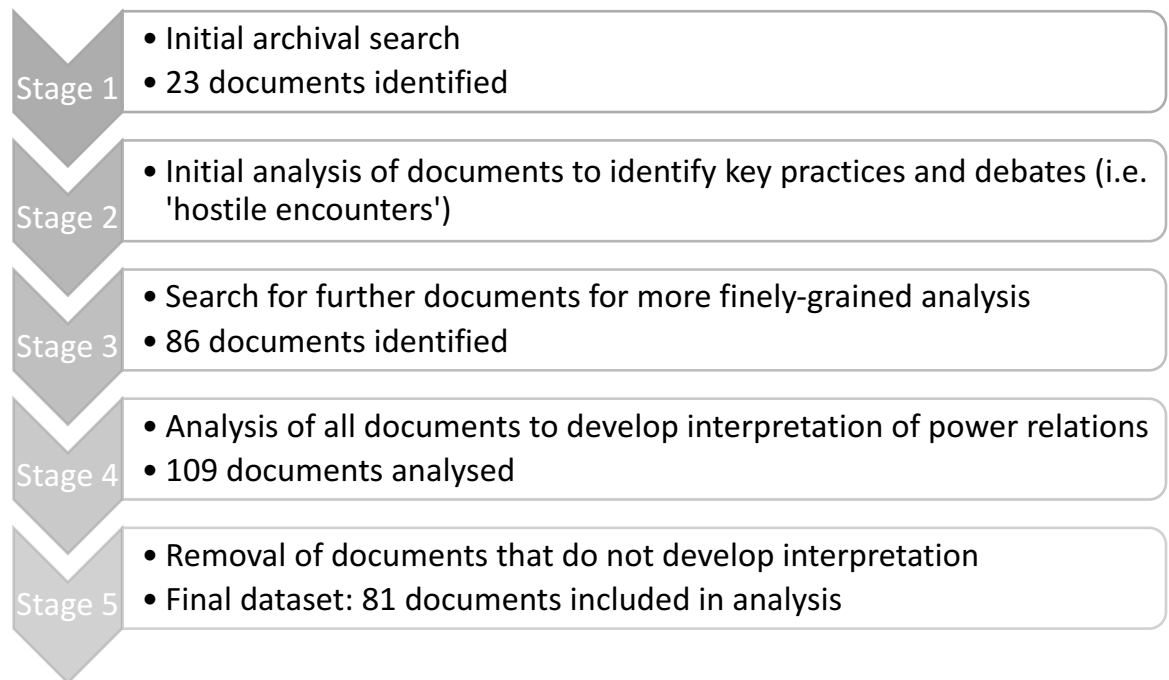 Stage 1
• Initial archival search
• 23 documents identified
Stage 2
• Initial analysis of documents to identify key practices and debates (i.e.
'hostile encounters')
Stage 3
• Search for further documents for more finely-grained analysis
• 86 documents identified
Stage 4
• Analysis of all documents to develop interpretation of power relations
• 109 documents analysed
Stage 5
• Removal of documents that do not develop interpretation
• Final dataset: 81 documents included in analysis